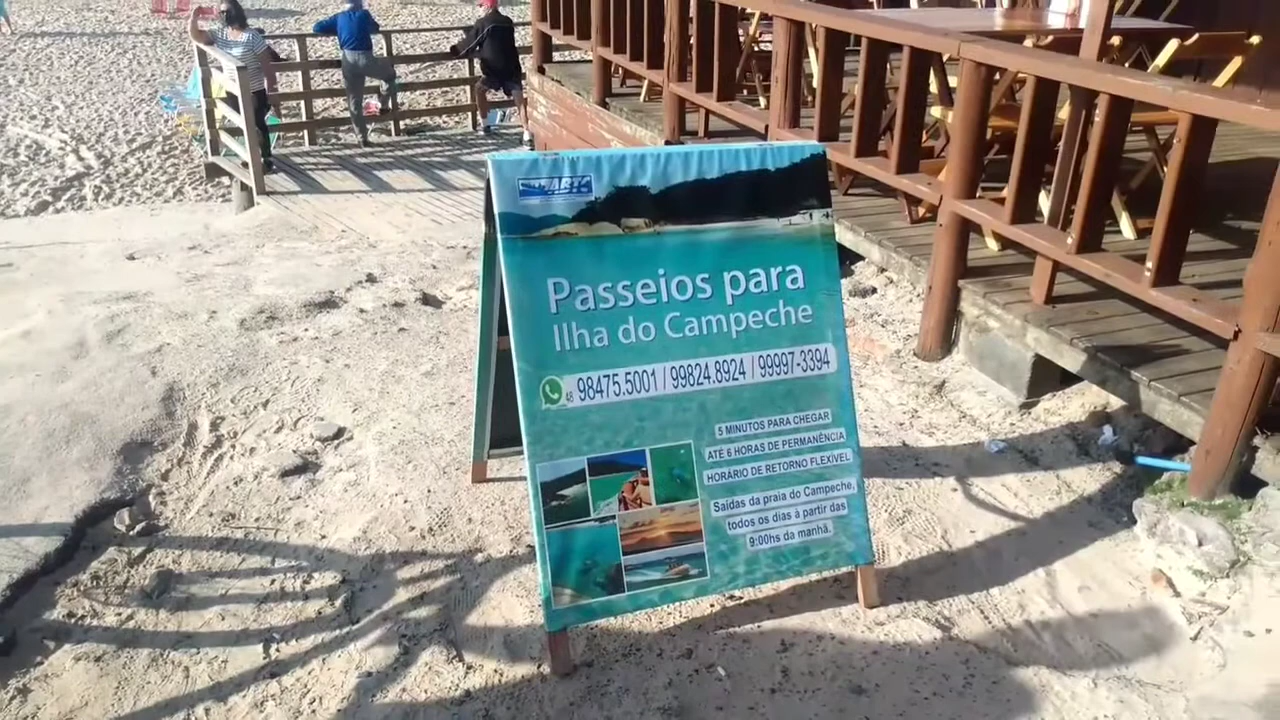 ABT
Passeios para
Ilha do Campeche
48 98475.5001 / 99824.8924 / 99997-3394
5 MINUTOS PARA CHEGAR
ATÉ 6 HORAS DE PERMANÊNCIA
HORÁRIO DE RETORNO FLEXÍVEL
Saídas da praia do Campeche,
todos os dias à partir das
9:00hs da manhã.